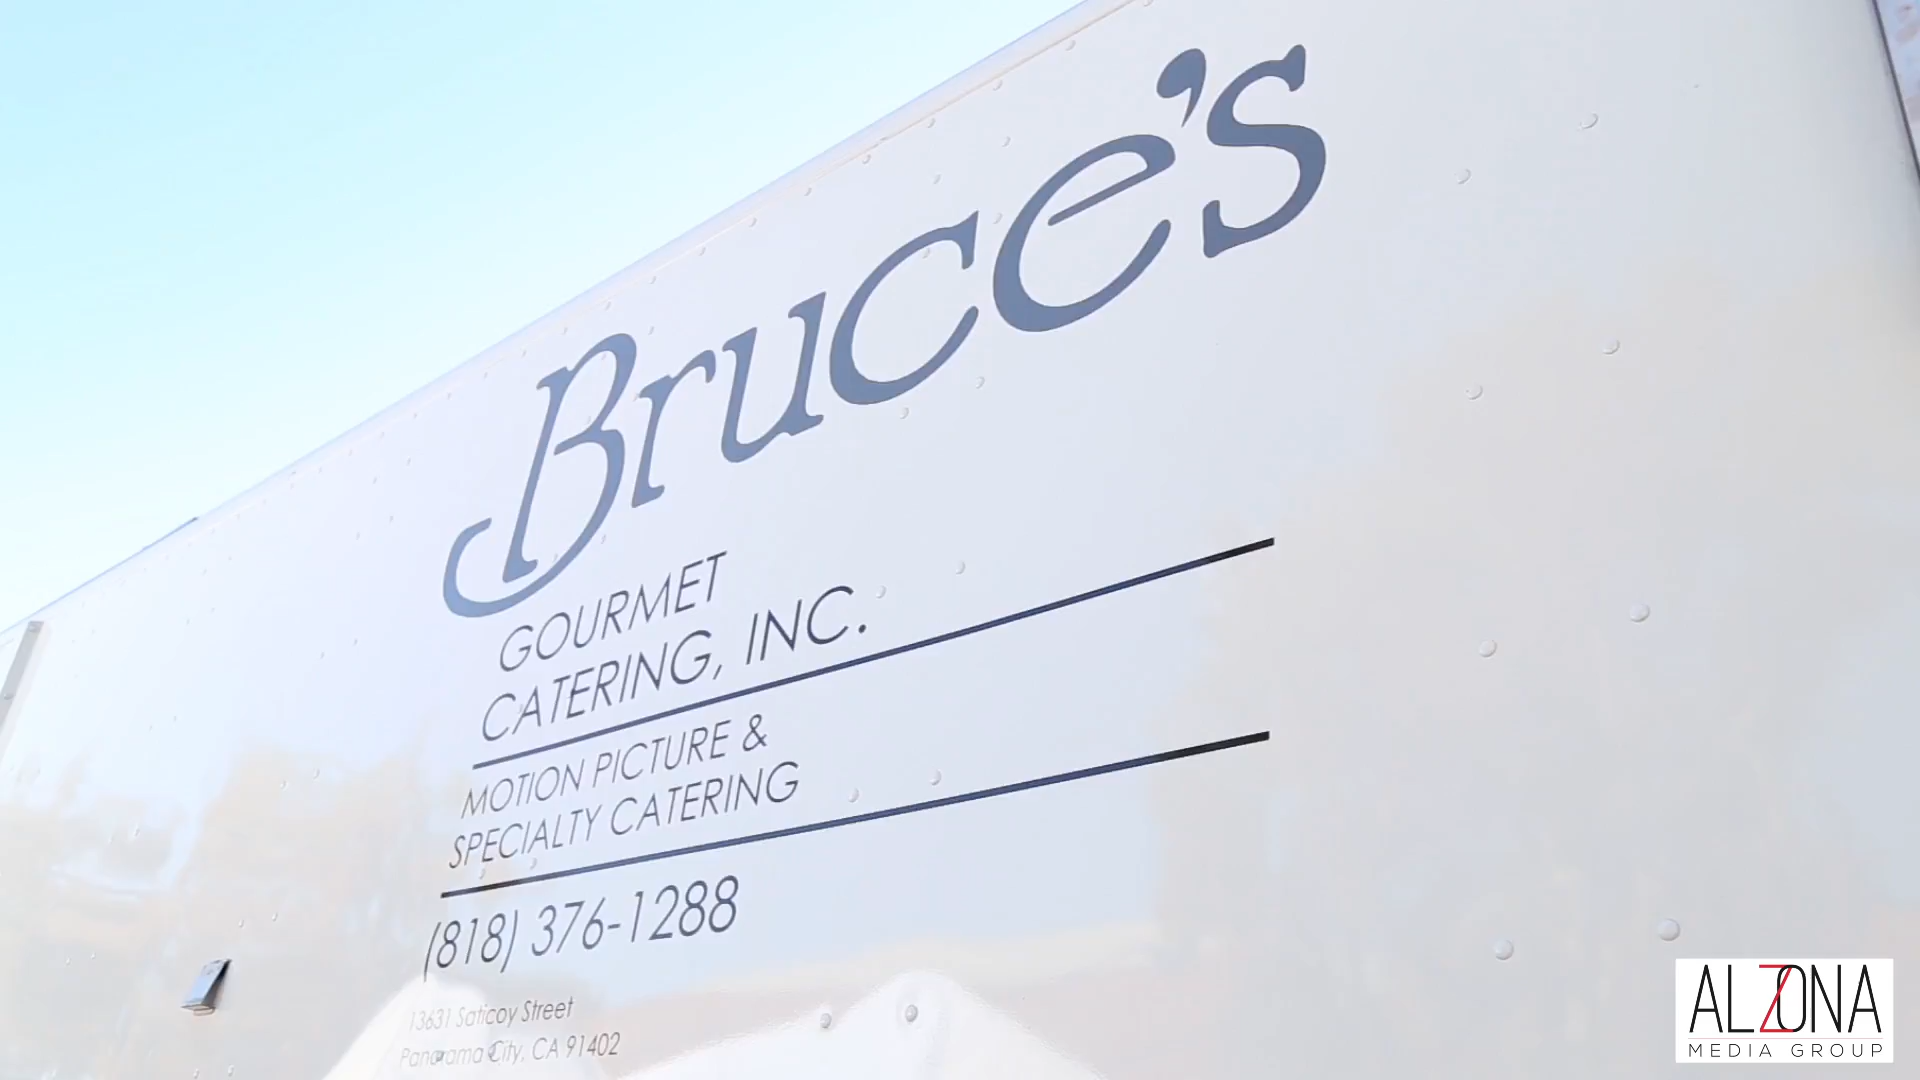 Bruce's
GOURMET
CATERING, INC.
MOTION PICTURE &
SPECIALTY CATERING
(818) 376-1288
13631 Saticoy Street
Panorama City, CA 91402
ALZONA
MEDIA GROUP